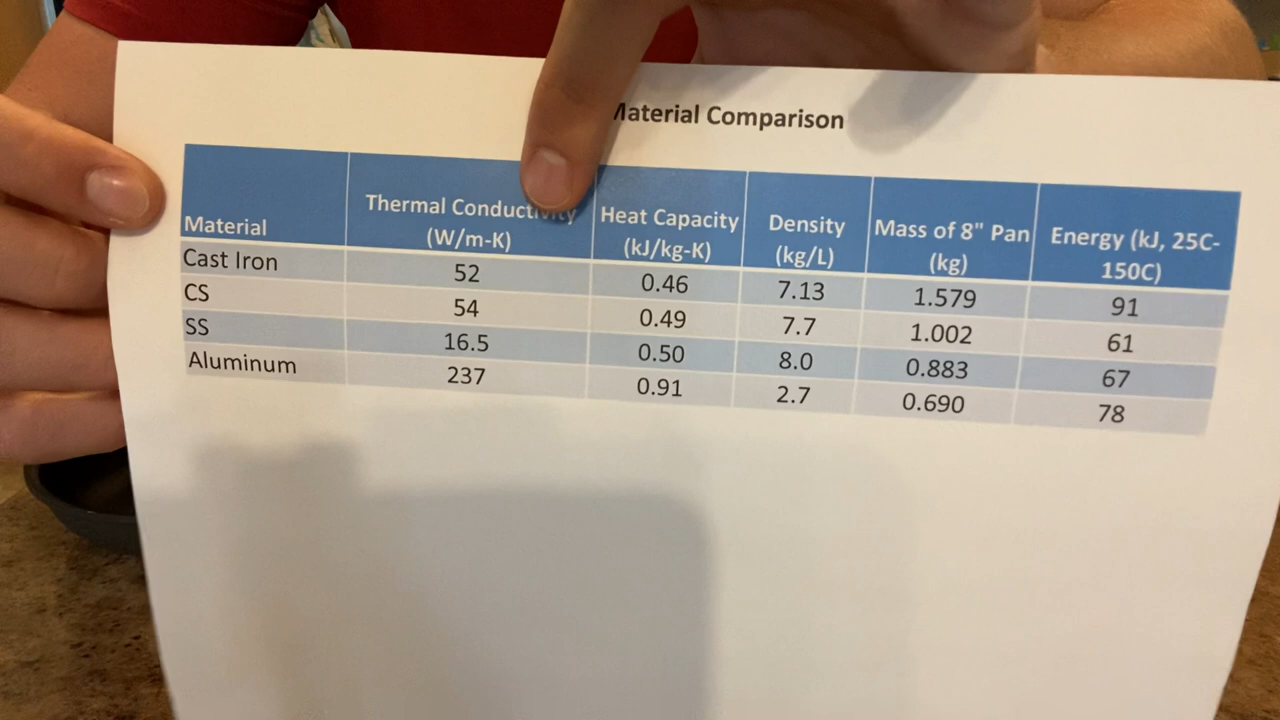 Material Comparison
Material Thermal Conductivity (W/m-K) Heat Capacity (kJ/kg-K) Density (kg/L) Mass of 8" Pan (kg) Energy (kJ, 25C-150C)
Cast Iron 52 0.46 7.13 1.579 91
CS 54 0.49 7.7 1.002 61
SS 16.5 0.50 8.0 0.883 67
Aluminum 237 0.91 2.7 0.690 78